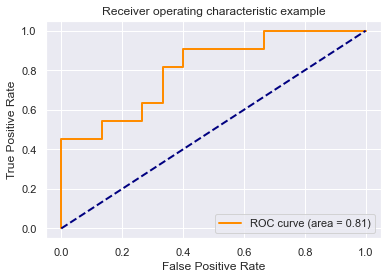 Receiver operating characteristic example
True Positive Rate
1.0
0.8
0.6
0.4
0.2
0.0
ROC curve (area = 0.81)
0.0 0.2 0.4 0.6 0.8 1.0
False Positive Rate